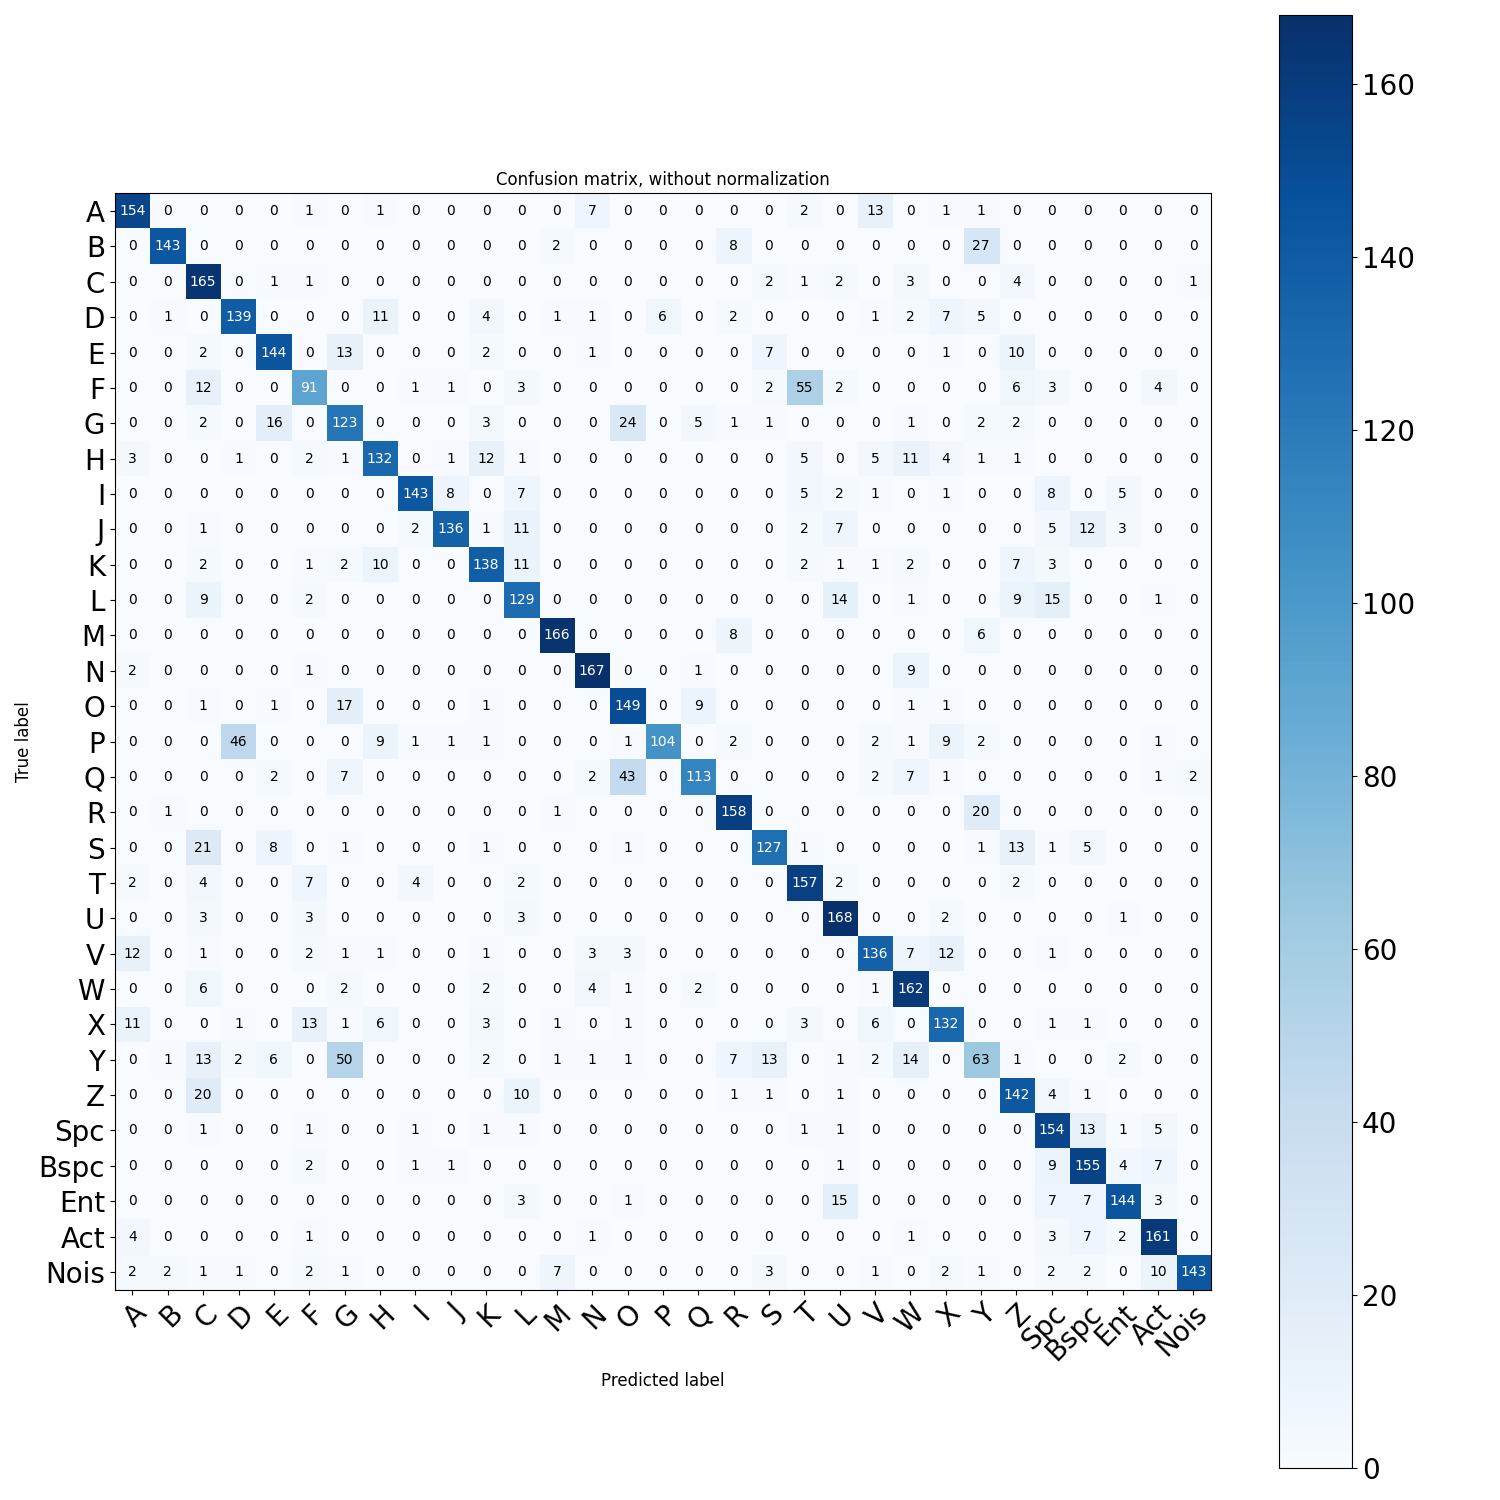 Confusion matrix, without normalization
A 154 0 0 0 0 1 0 1 0 0 0 0 0 7 0 0 0 0 0 2 0 13 0 1 1 0 0 0 0 0 0
B 0 143 0 0 0 0 0 0 0 0 0 0 2 0 0 0 0 8 0 0 0 0 0 0 27 0 0 0 0 0 0
C 0 0 165 0 1 1 0 0 0 0 0 0 0 0 0 0 0 0 2 1 2 0 3 0 0 4 0 0 0 0 1
D 0 1 0 139 0 0 0 11 0 0 4 0 1 1 0 6 0 2 0 0 0 1 2 7 5 0 0 0 0 0 0
E 0 0 2 0 144 0 13 0 0 0 2 0 0 1 0 0 0 0 7 0 0 0 0 1 0 10 0 0 0 0 0
F 0 0 12 0 0 91 0 0 1 1 0 3 0 0 0 0 0 0 2 55 2 0 0 0 0 6 3 0 0 4 0
G 0 0 2 0 16 0 123 0 0 0 3 0 0 0 24 0 5 1 1 0 0 0 1 0 2 2 0 0 0 0 0
H 3 0 0 1 0 2 1 132 0 1 12 1 0 0 0 0 0 0 0 5 0 5 11 4 1 1 0 0 0 0 0
I 0 0 0 0 0 0 0 0 143 8 0 7 0 0 0 0 0 0 0 5 2 1 0 1 0 0 8 0 5 0 0
J 0 0 1 0 0 0 0 0 2 136 1 11 0 0 0 0 0 0 0 2 7 0 0 0 0 0 5 12 3 0 0
K 0 0 2 0 0 1 2 10 0 0 138 11 0 0 0 0 0 0 0 2 1 1 2 0 0 7 3 0 0 0 0
L 0 0 9 0 0 2 0 0 0 0 0 129 0 0 0 0 0 0 0 0 14 0 1 0 0 9 15 0 0 1 0
M 0 0 0 0 0 0 0 0 0 0 0 0 166 0 0 0 0 8 0 0 0 0 0 0 6 0 0 0 0 0 0
N 2 0 0 0 0 1 0 0 0 0 0 0 0 167 0 0 1 0 0 0 0 0 9 0 0 0 0 0 0 0 0
O 0 0 1 0 1 0 17 0 0 0 1 0 0 0 149 0 9 0 0 0 0 0 1 1 0 0 0 0 0 0 0
P 0 0 0 46 0 0 0 9 1 1 1 0 0 0 1 104 0 2 0 0 0 2 1 9 2 0 0 0 0 1 0
Q 0 0 0 0 2 0 7 0 0 0 0 0 0 2 43 0 113 0 0 0 0 2 7 1 0 0 0 0 0 1 2
R 0 1 0 0 0 0 0 0 0 0 0 0 1 0 0 0 0 158 0 0 0 0 0 0 20 0 0 0 0 0 0
S 0 0 21 0 8 0 1 0 0 0 1 0 0 0 1 0 0 0 127 1 0 0 0 0 1 13 1 5 0 0 0
T 2 0 4 0 0 7 0 0 4 0 0 2 0 0 0 0 0 0 0 157 2 0 0 0 0 2 0 0 0 0 0
U 0 0 3 0 0 3 0 0 0 0 0 3 0 0 0 0 0 0 0 0 168 0 0 2 0 0 0 0 1 0 0
V 12 0 1 0 0 2 1 1 0 0 1 0 0 3 3 0 0 0 0 0 0 136 7 12 0 0 1 0 0 0 0
W 0 0 6 0 0 0 2 0 0 0 2 0 0 4 1 0 2 0 0 0 0 1 162 0 0 0 0 0 0 0 0
X 11 0 0 1 0 13 1 6 0 0 3 0 1 0 1 0 0 0 0 3 0 6 0 132 0 0 1 1 0 0 0
Y 0 1 13 2 6 0 50 0 0 0 2 0 1 1 1 0 0 7 13 0 1 2 14 0 63 1 0 0 2 0 0
Z 0 0 20 0 0 0 0 0 0 0 0 10 0 0 0 0 0 1 1 0 1 0 0 0 0 142 4 1 0 0 0
Spc 0 0 1 0 0 1 0 0 1 0 1 1 0 0 0 0 0 0 0 1 1 0 0 0 0 0 154 13 1 5 0
Bspc 0 0 0 0 0 2 0 0 1 1 0 0 0 0 0 0 0 0 0 0 1 0 0 0 0 0 9 155 4 7 0
Ent 0 0 0 0 0 0 0 0 0 0 0 3 0 0 1 0 0 0 0 0 15 0 0 0 0 0 7 7 144 3 0
Act 4 0 0 0 0 1 0 0 0 0 0 0 0 1 0 0 0 0 0 0 0 0 1 0 0 0 3 7 2 161 0
Nois 2 2 1 1 0 2 1 0 0 0 0 0 7 0 0 0 0 0 3 0 0 1 0 2 1 0 2 2 0 10 143
A B C D E F G H I J K L M N O P Q R S T U V W X Y Z Spc Bspc Ent Act Nois
Predicted label
True label
160
140
120
100
80
60
40
20
0